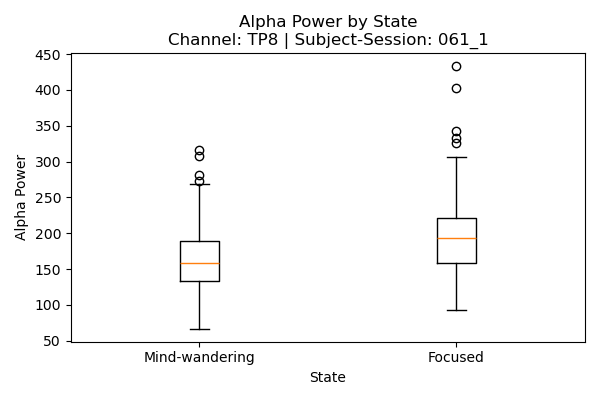 Alpha Power by State
Channel: TP8 | Subject-Session: 061_1
450
400
350
300
250
200
150
100
50
Alpha Power
Mind-wandering
Focused
State